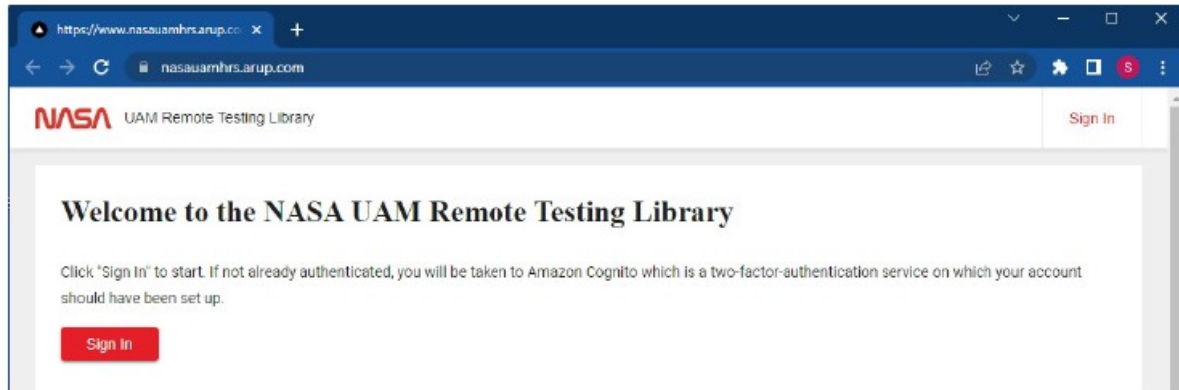 https://www.nasauamhrs.arup.co
nasauamhrs.arup.com
S
NASA UAM Remote Testing Library
Sign In
Welcome to the NASA UAM Remote Testing Library
Click "Sign In" to start. If not already authenticated, you will be taken to Amazon Cognito which is a two-factor-authentication service on which your account
should have been set up.
Sign In